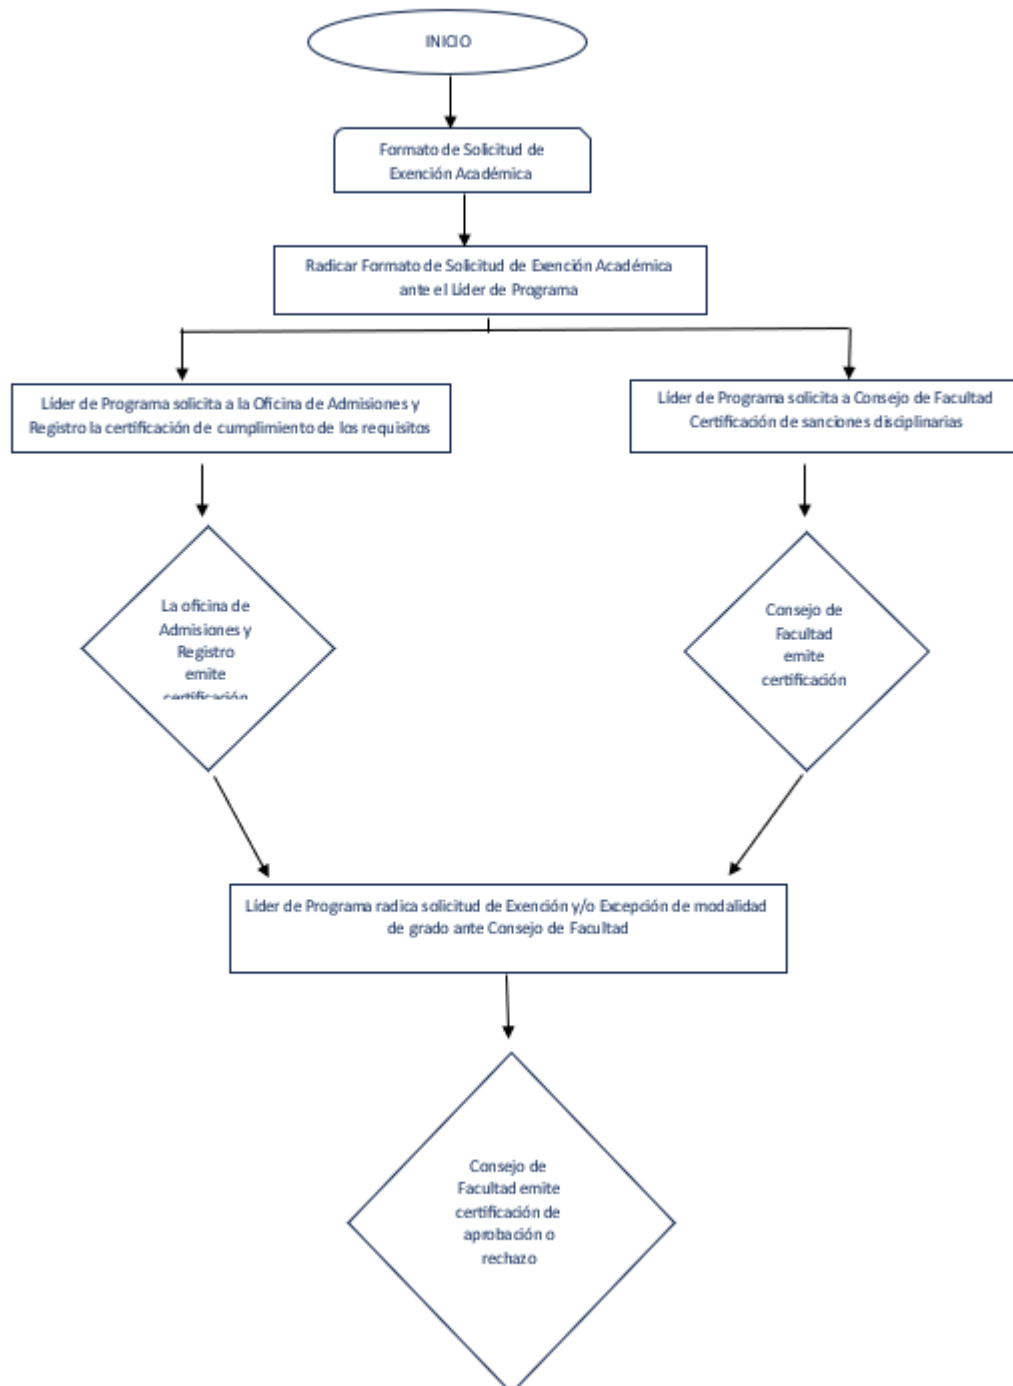 INICIO
Formato de Solicitud de
Exención Académica
Radicar Formato de Solicitud de Exención Académica
ante el Líder de Programa
Líder de Programa solicita a la Oficina de Admisiones y
Registro la certificación de cumplimiento de los requisitos
Líder de Programa solicita a Consejo de Facultad
Certificación de sanciones disciplinarias
La oficina de
Admisiones y
Registro
emite
certificación
Consejo de
Facultad
emite
certificación
Líder de Programa radica solicitud de Exención y/o Excepción de modalidad
de grado ante Consejo de Facultad
Consejo de
Facultad emite
certificación de
aprobación o
rechazo